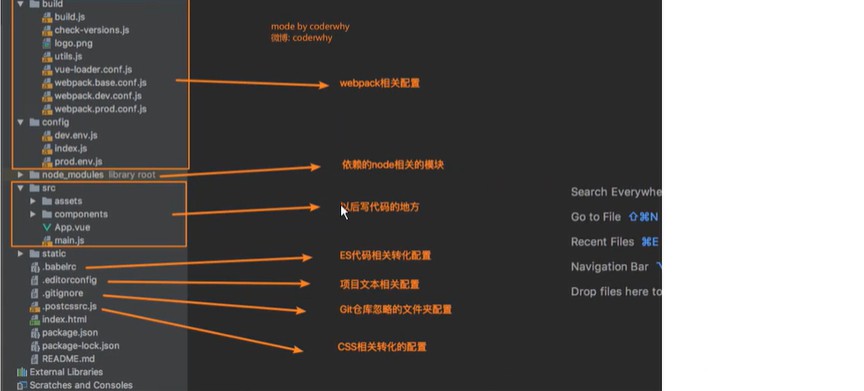 build
build.js
check-versions.js
logo.png
utils.js
vue-loader.conf.js
webpack.base.conf.js
webpack.dev.conf.js
webpack.prod.conf.js
config
dev.env.js
index.js
prod.env.js
node_modules library root
src
assets
components
App.vue
main.js
static
.babelrc
.editorconfig
.gitignore
.postcssrc.js
index.html
package.json
package-lock.json
README.md
External Libraries
Scratches and Consoles
mode by coderwhy
微博: coderwhy
webpack相关配置
依赖的node相关的模块
以后写代码的地方
ES代码相关转化配置
项目文本相关配置
Git仓库忽略的文件夹配置
CSS相关转化的配置
Search Everywhe
Go to File ⇧⌘N
Recent Files ⌘E
Navigation Bar
Drop files here to